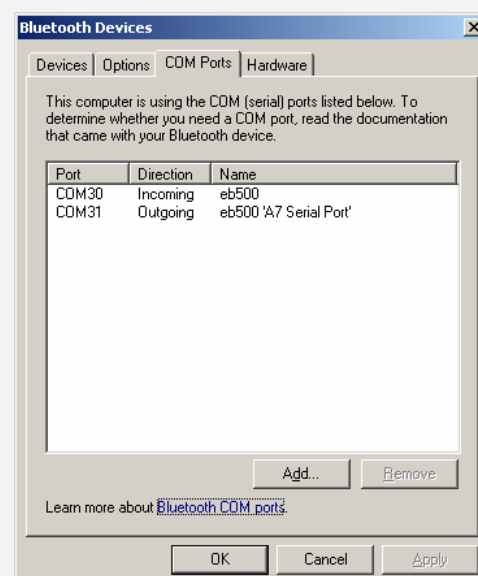 Bluetooth Devices
Devices Options COM Ports Hardware
This computer is using the COM (serial) ports listed below. To
determine whether you need a COM port, read the documentation
that came with your Bluetooth device.
Port Direction Name
COM30 Incoming eb500
COM31 Outgoing eb500 'A7 Serial Port'
Add... Remove
Learn more about Bluetooth COM ports.
OK Cancel Apply